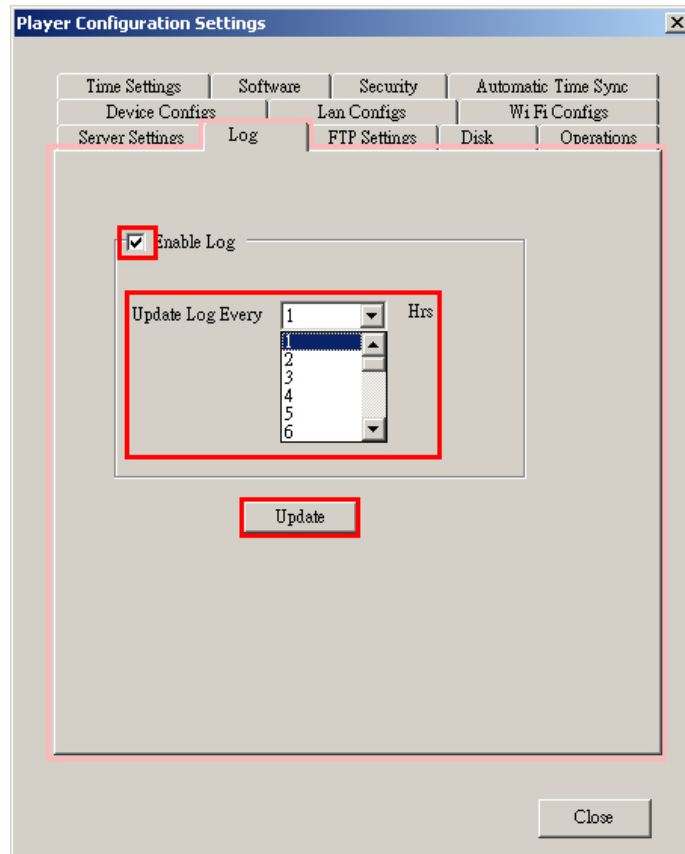 Player Configuration Settings
Time Settings Software Security Automatic Time Sync
Device Configs Lan Configs Wi Fi Configs
Server Settings Log FTP Settings Disk Operations
Enable Log
Update Log Every 1 Hrs
1
2
3
4
5
6
Update
Close